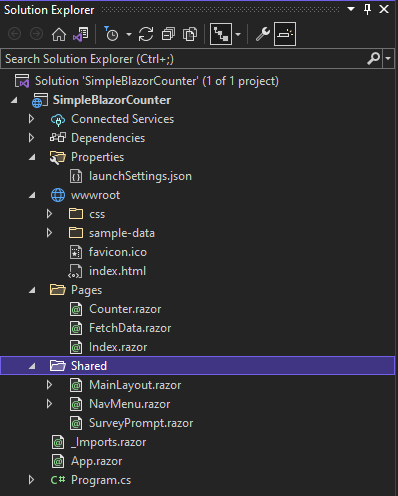 Solution Explorer
Search Solution Explorer (Ctrl+;)
Solution 'SimpleBlazorCounter' (1 of 1 project)
SimpleBlazorCounter
Connected Services
Dependencies
Properties
launchSettings.json
wwwroot
css
sample-data
favicon.ico
index.html
Pages
Counter.razor
FetchData.razor
Index.razor
Shared
MainLayout.razor
NavMenu.razor
SurveyPrompt.razor
_Imports.razor
App.razor
C# Program.cs